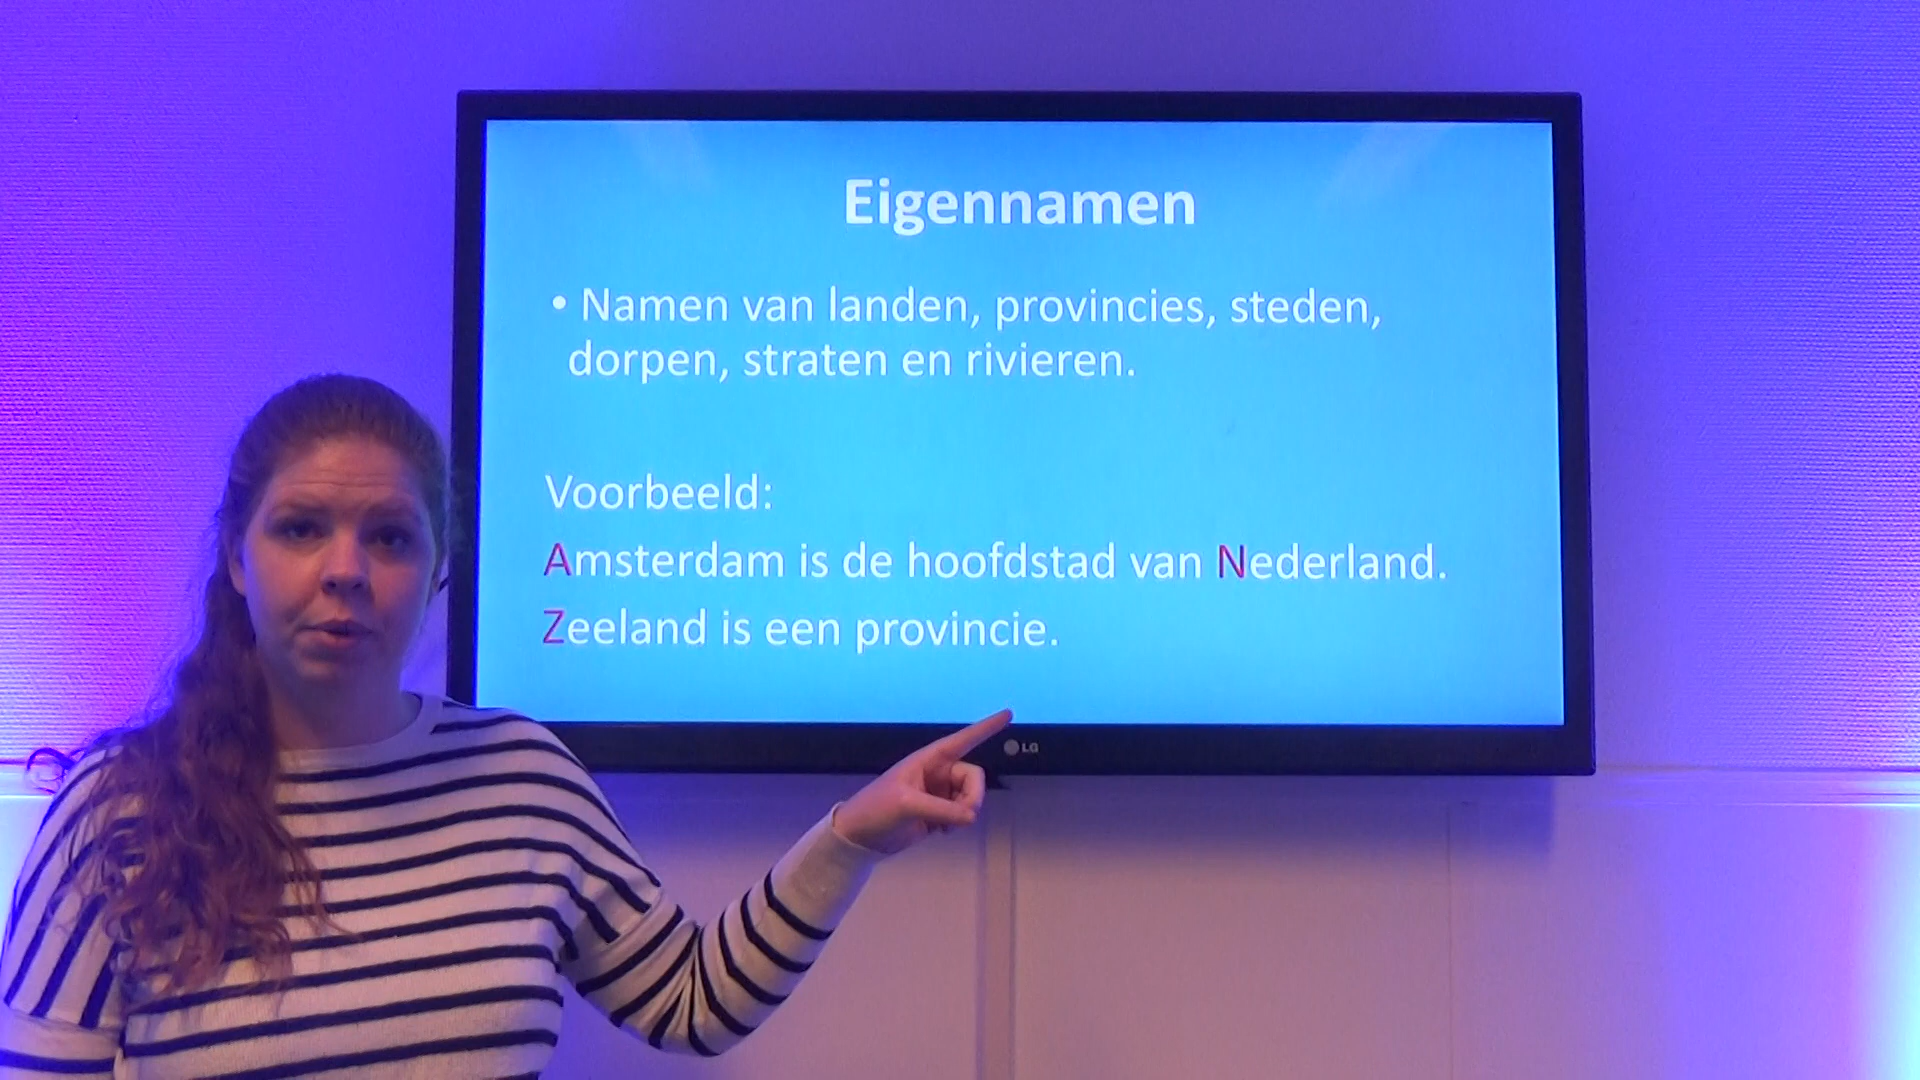 Eigennamen
• Namen van landen, provincies, steden,
dorpen, straten en rivieren.
Voorbeeld:
Amsterdam is de hoofdstad van Nederland.
Zeeland is een provincie.
LG